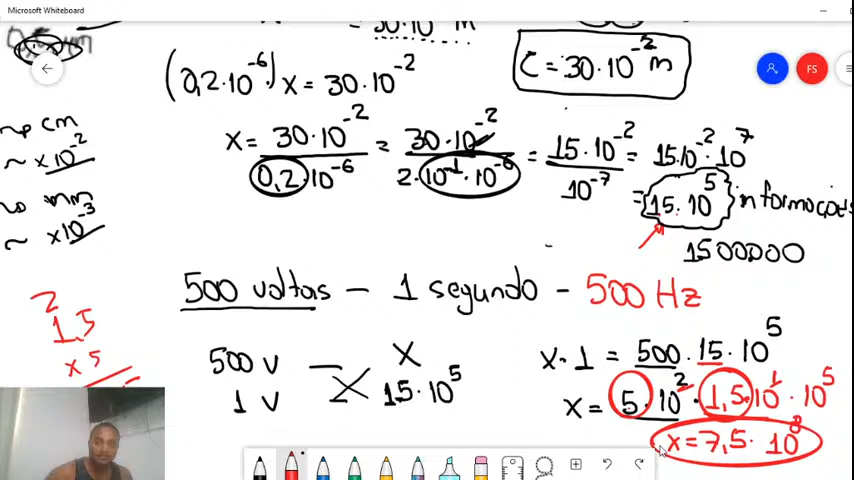 Microsoft Whiteboard
30·10 m
(0,2·10⁻⁶)·x = 30·10⁻²
C = 30·10⁻² m
FS
x = 30·10⁻² / 0,2·10⁻⁶ = 30·10⁻² / 2·10⁻¹·10⁻⁶ = 15·10⁻² / 10⁻⁷ = 15·10⁻²·10⁷
= 15·10⁵ informações
1500000
cm
~ x10⁻²
mm
~ x10⁻³
500 voltas — 1 segundo — 500 Hz
2
1,5
x 5
500 v — x
1 v 15·10⁵
x·1 = 500·15·10⁵
x = 5·10²·1,5·10¹·10⁵
x = 7,5·10⁸